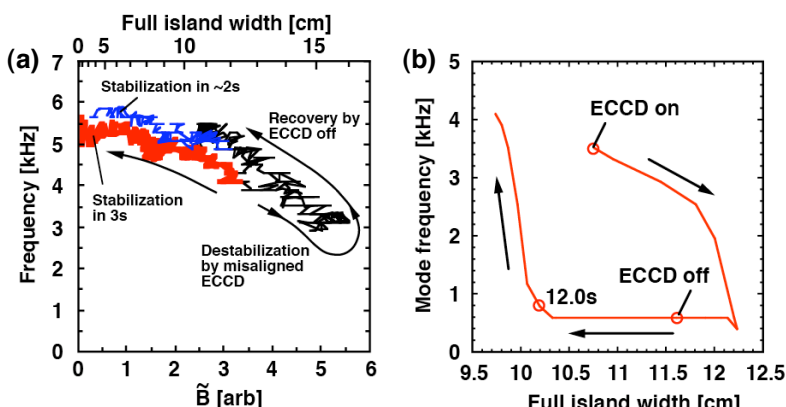 Full island width [cm]
0 5 10 15
(a)
7
6
5
4
3
2
1
0
Frequency [kHz]
Stabilization in ~2s
Recovery by
ECCD off
Stabilization
in 3s
Destabilization
by misaligned
ECCD
0 1 2 3 4 5 6
B̃ [arb]
(b)
5
4
3
2
1
0
Mode frequency [kHz]
ECCD on
ECCD off
12.0s
9.5 10 10.5 11 11.5 12 12.5
Full island width [cm]